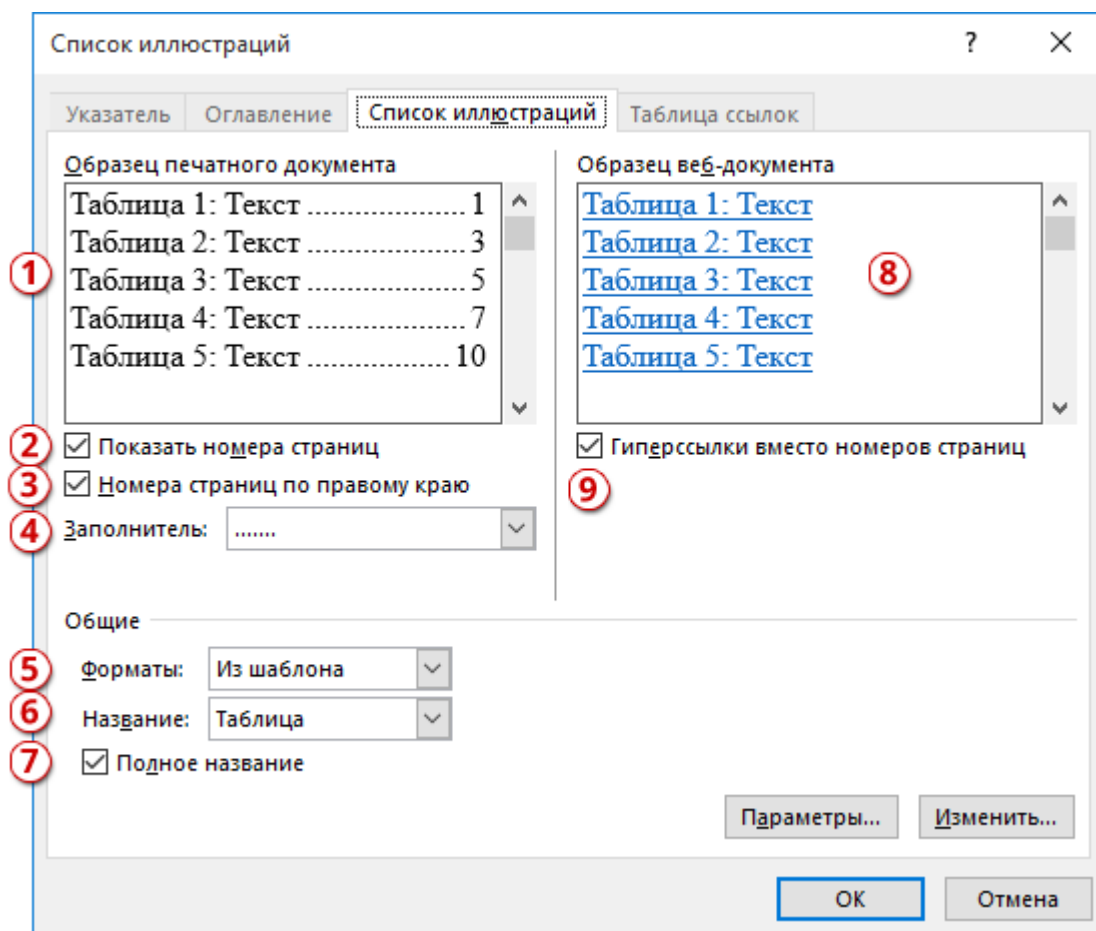 Список иллюстраций ? ×
Указатель Оглавление Список иллюстраций Таблица ссылок
Образец печатного документа
Таблица 1: Текст ..................... 1
Таблица 2: Текст ..................... 3
Таблица 3: Текст ..................... 5
Таблица 4: Текст ..................... 7
Таблица 5: Текст .................. 10
1
2 Показать номера страниц
3 Номера страниц по правому краю
4 Заполнитель: .......
Образец веб-документа
Таблица 1: Текст
Таблица 2: Текст
Таблица 3: Текст
Таблица 4: Текст
Таблица 5: Текст
8
Гиперссылки вместо номеров страниц
9
Общие
5 Форматы: Из шаблона
6 Название: Таблица
7 Полное название
Параметры... Изменить...
ОК Отмена